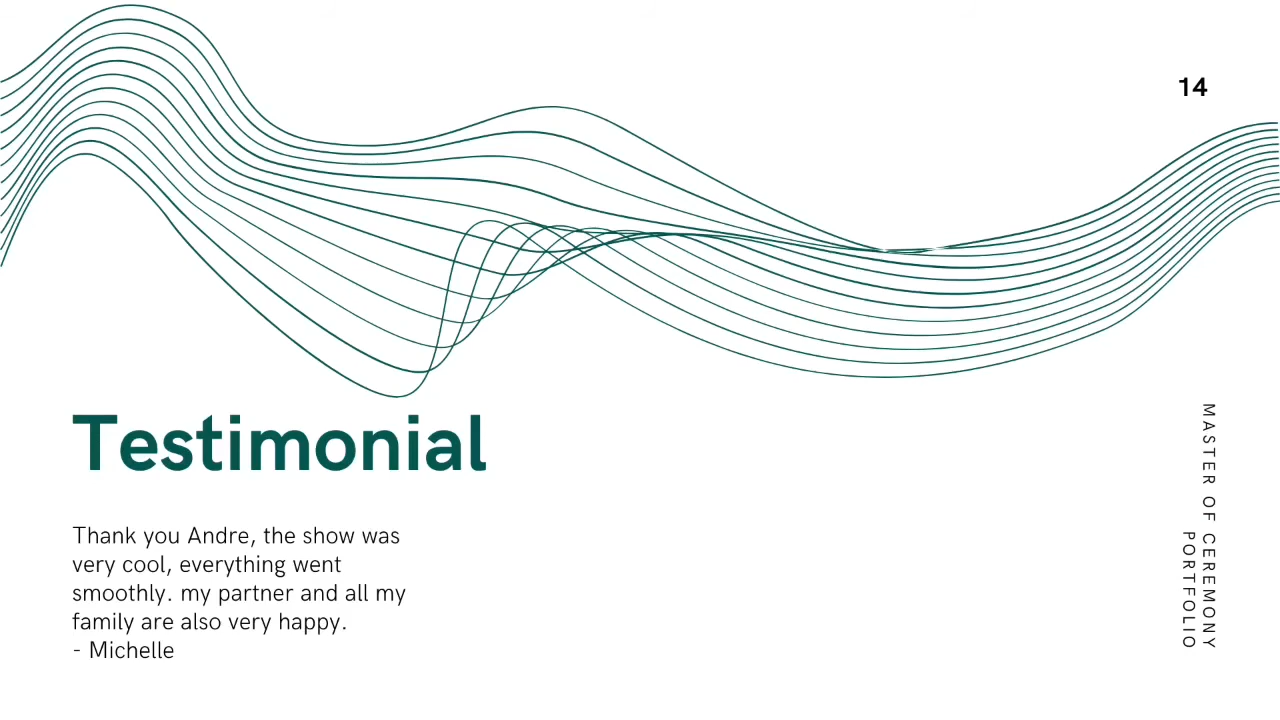 14
Testimonial
Thank you Andre, the show was
very cool, everything went
smoothly. my partner and all my
family are also very happy.
- Michelle
MASTER OF CEREMONY
PORTFOLIO